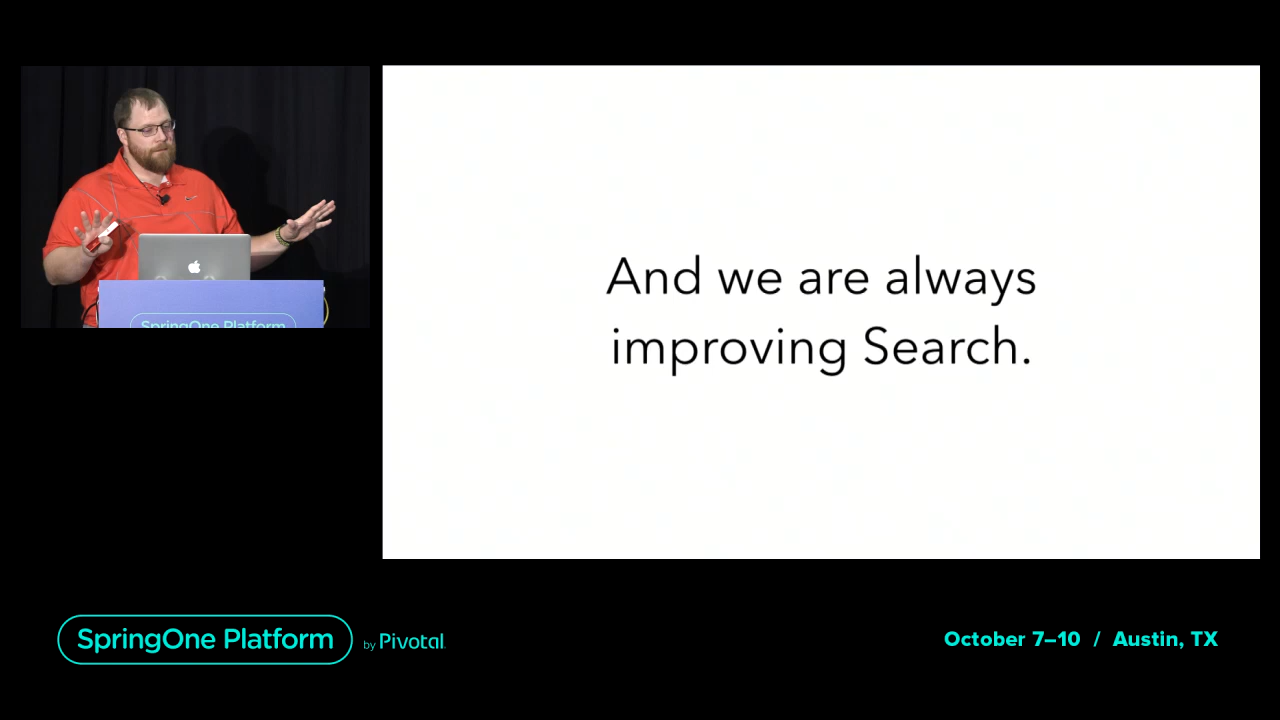 And we are always
improving Search.
SpringOne Platform
SpringOne Platform by Pivotal
October 7–10 / Austin, TX